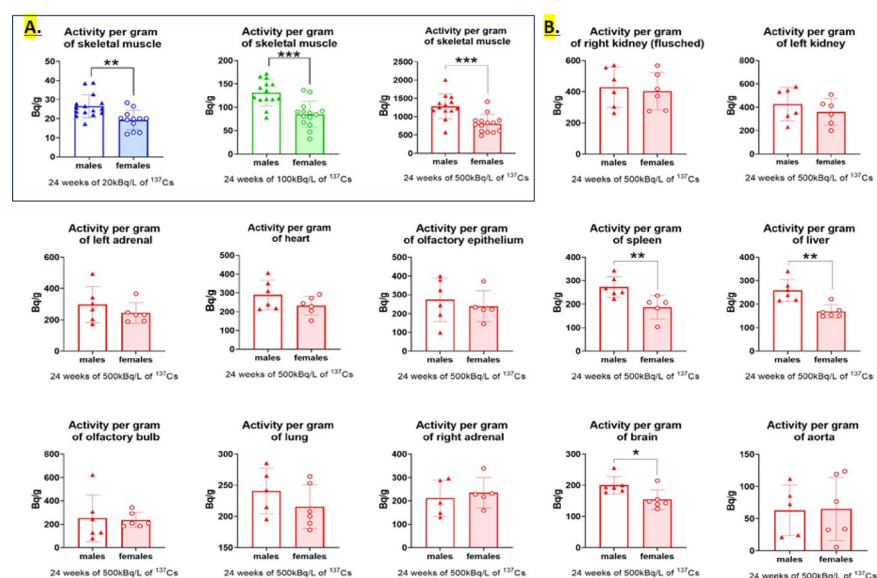 A.
Activity per gram
of skeletal muscle
**
Bq/g
50
40
30
20
10
0
males females
24 weeks of 20kBq/L of ¹³⁷Cs
Activity per gram
of skeletal muscle
***
Bq/g
200
150
100
50
0
males females
24 weeks of 100kBq/L of ¹³⁷Cs
Activity per gram
of skeletal muscle
***
Bq/g
2500
2000
1500
1000
500
0
males females
24 weeks of 500kBq/L of ¹³⁷Cs
B.
Activity per gram
of right kidney (flusched)
Bq/g
600
400
200
0
males females
24 weeks of 500kBq/L of ¹³⁷Cs
Activity per gram
of left kidney
Bq/g
800
600
400
200
0
males females
24 weeks of 500kBq/L of ¹³⁷Cs
Activity per gram
of left adrenal
Bq/g
600
400
200
0
males females
24 weeks of 500kBq/L of ¹³⁷Cs
Activity per gram
of heart
Bq/g
500
400
300
200
100
0
males females
24 weeks of 500kBq/L of ¹³⁷Cs
Activity per gram
of olfactory epithelium
Bq/g
500
400
300
200
100
0
males females
24 weeks of 500kBq/L of ¹³⁷Cs
Activity per gram
of spleen
**
Bq/g
400
300
200
100
0
males females
24 weeks of 500kBq/L of ¹³⁷Cs
Activity per gram
of liver
**
Bq/g
400
300
200
100
0
males females
24 weeks of 500kBq/L of ¹³⁷Cs
Activity per gram
of olfactory bulb
Bq/g
800
600
400
200
0
males females
24 weeks of 500kBq/L of ¹³⁷Cs
Activity per gram
of lung
Bq/g
300
250
200
150
males females
24 weeks of 500kBq/L of ¹³⁷Cs
Activity per gram
of right adrenal
Bq/g
400
300
200
100
0
males females
24 weeks of 500kBq/L of ¹³⁷Cs
Activity per gram
of brain
*
Bq/g
300
200
100
0
males females
24 weeks of 500kBq/L of ¹³⁷Cs
Activity per gram
of aorta
Bq/g
150
100
50
0
males females
24 weeks of 500kBq/L of ¹³⁷Cs